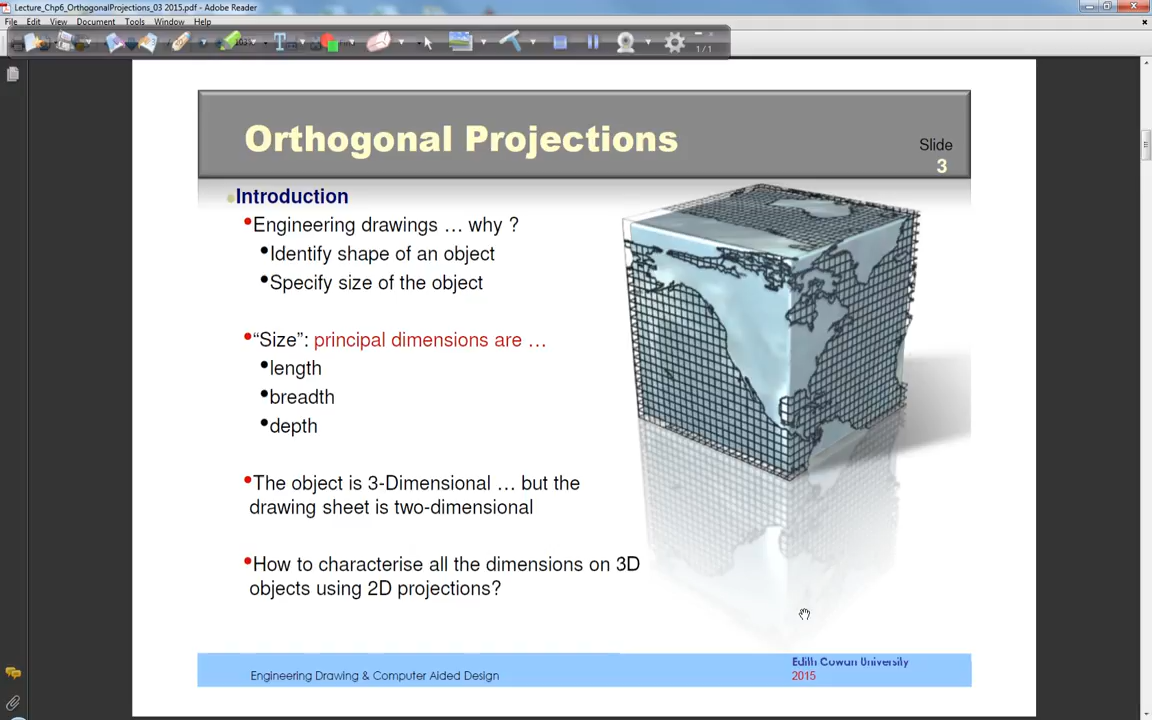 Lecture_Chp6_OrthogonalProjections_03 2015.pdf - Adobe Reader
File Edit View Document Tools Window Help
1/1
Orthogonal Projections
Slide
3
Introduction
Engineering drawings … why ?
Identify shape of an object
Specify size of the object
“Size”: principal dimensions are …
length
breadth
depth
The object is 3-Dimensional … but the
drawing sheet is two-dimensional
How to characterise all the dimensions on 3D
objects using 2D projections?
Engineering Drawing & Computer Aided Design
Edith Cowan University
2015